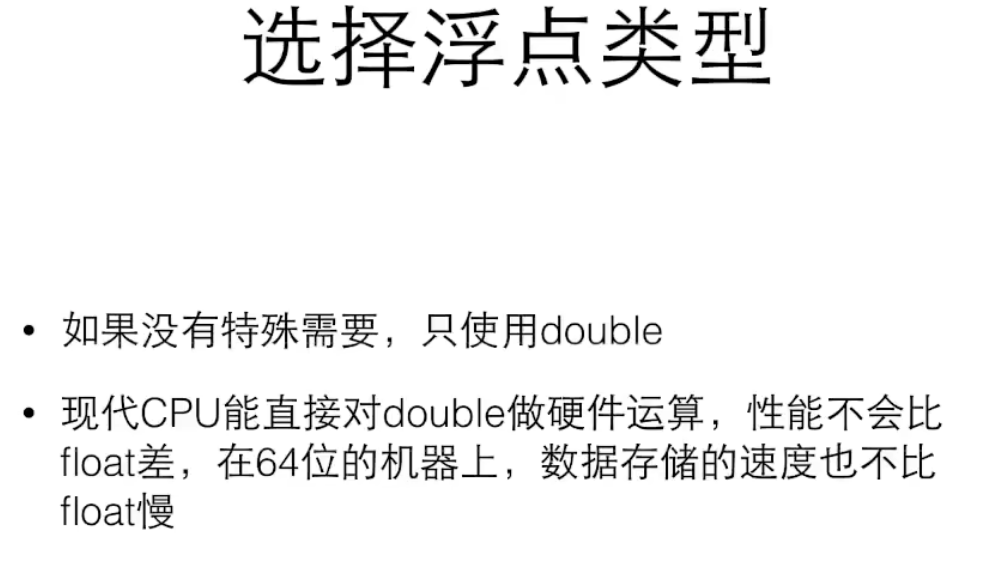 选择浮点类型
• 如果没有特殊需要，只使用double
• 现代CPU能直接对double做硬件运算，性能不会比
float差，在64位的机器上，数据存储的速度也不比
float慢